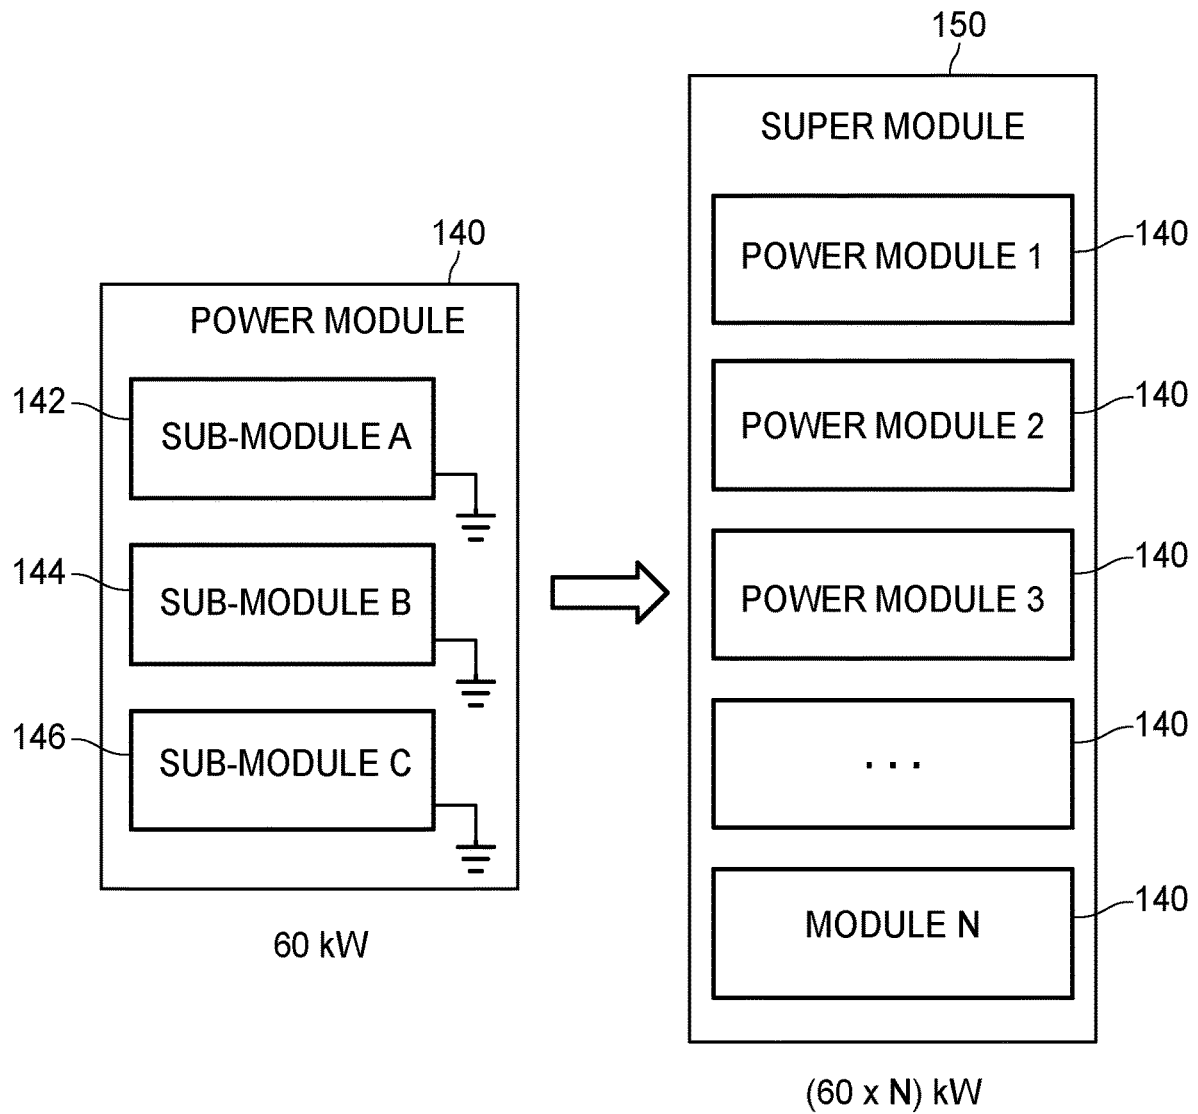 140
POWER MODULE
142
SUB-MODULE A
144
SUB-MODULE B
146
SUB-MODULE C
60 kW
150
SUPER MODULE
POWER MODULE 1
140
POWER MODULE 2
140
POWER MODULE 3
140
...
140
MODULE N
140
(60 x N) kW